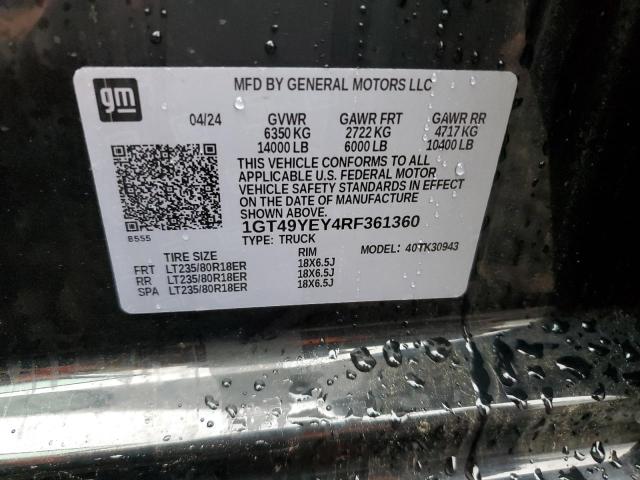 gm
MFD BY GENERAL MOTORS LLC
04/24 GVWR GAWR FRT GAWR RR
6350 KG 2722 KG 4717 KG
14000 LB 6000 LB 10400 LB
THIS VEHICLE CONFORMS TO ALL
APPLICABLE U.S. FEDERAL MOTOR
VEHICLE SAFETY STANDARDS IN EFFECT
ON THE DATE OF MANUFACTURE
SHOWN ABOVE.
1GT49YEY4RF361360
8555
TYPE: TRUCK MODEL: 40TK30943
TIRE SIZE RIM
FRT LT235/80R18ER 18X6.5J
RR LT235/80R18ER 18X6.5J
SPA LT235/80R18ER 18X6.5J